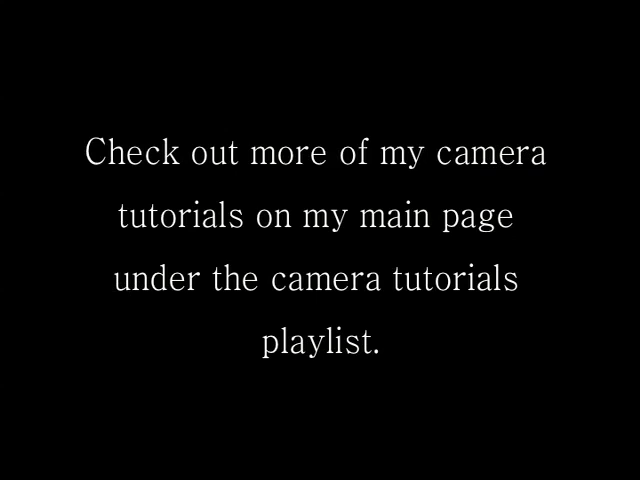 Check out more of my camera
tutorials on my main page
under the camera tutorials
playlist.